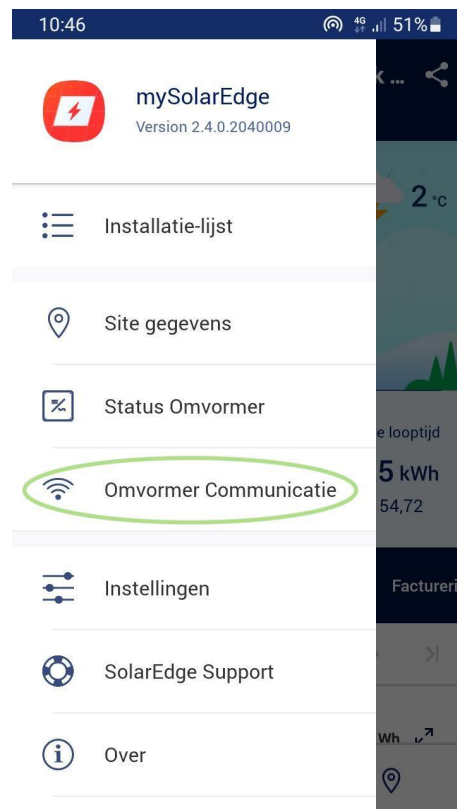 10:46
4G
51%
mySolarEdge
Version 2.4.0.2040009
2 °C
Installatie-lijst
Site gegevens
Status Omvormer
e looptijd
5 kWh
54,72
Omvormer Communicatie
Instellingen
Factureri
SolarEdge Support
Wh
Over